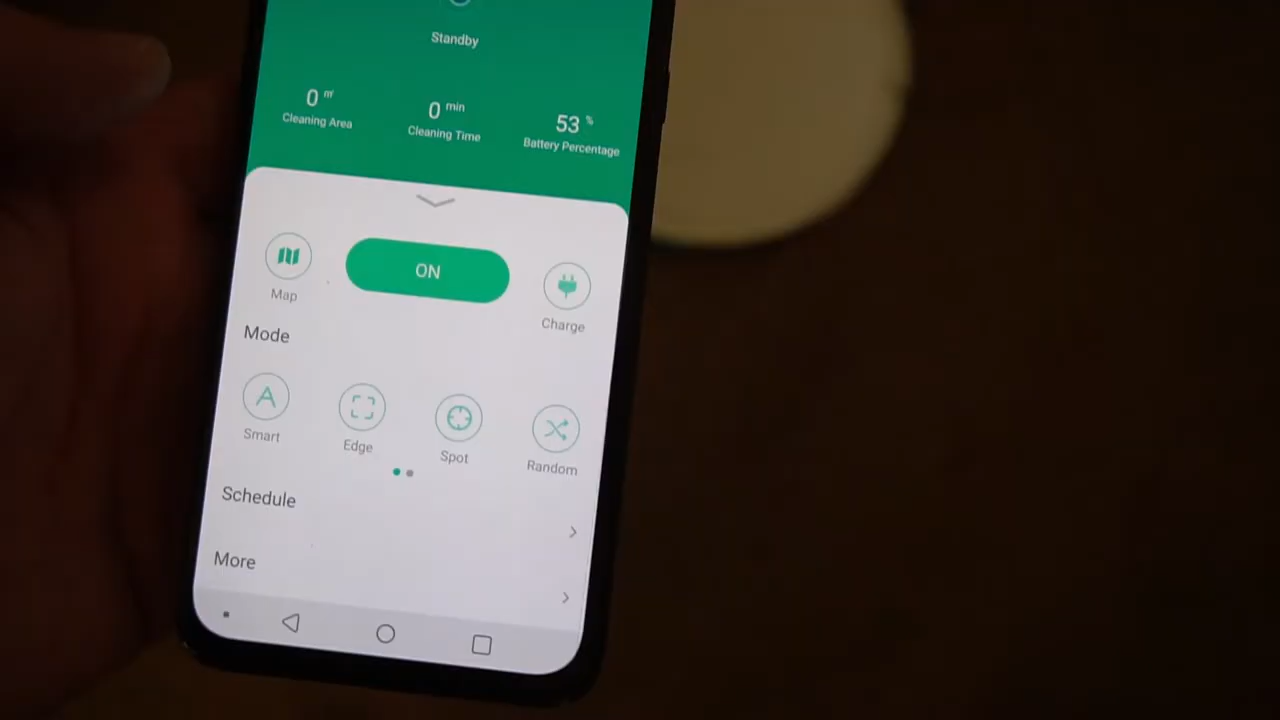 Standby
0 ㎡ 0 min 53 %
Cleaning Area Cleaning Time Battery Percentage
ON
Map Charge
Mode
Smart Edge Spot Random
Schedule
More